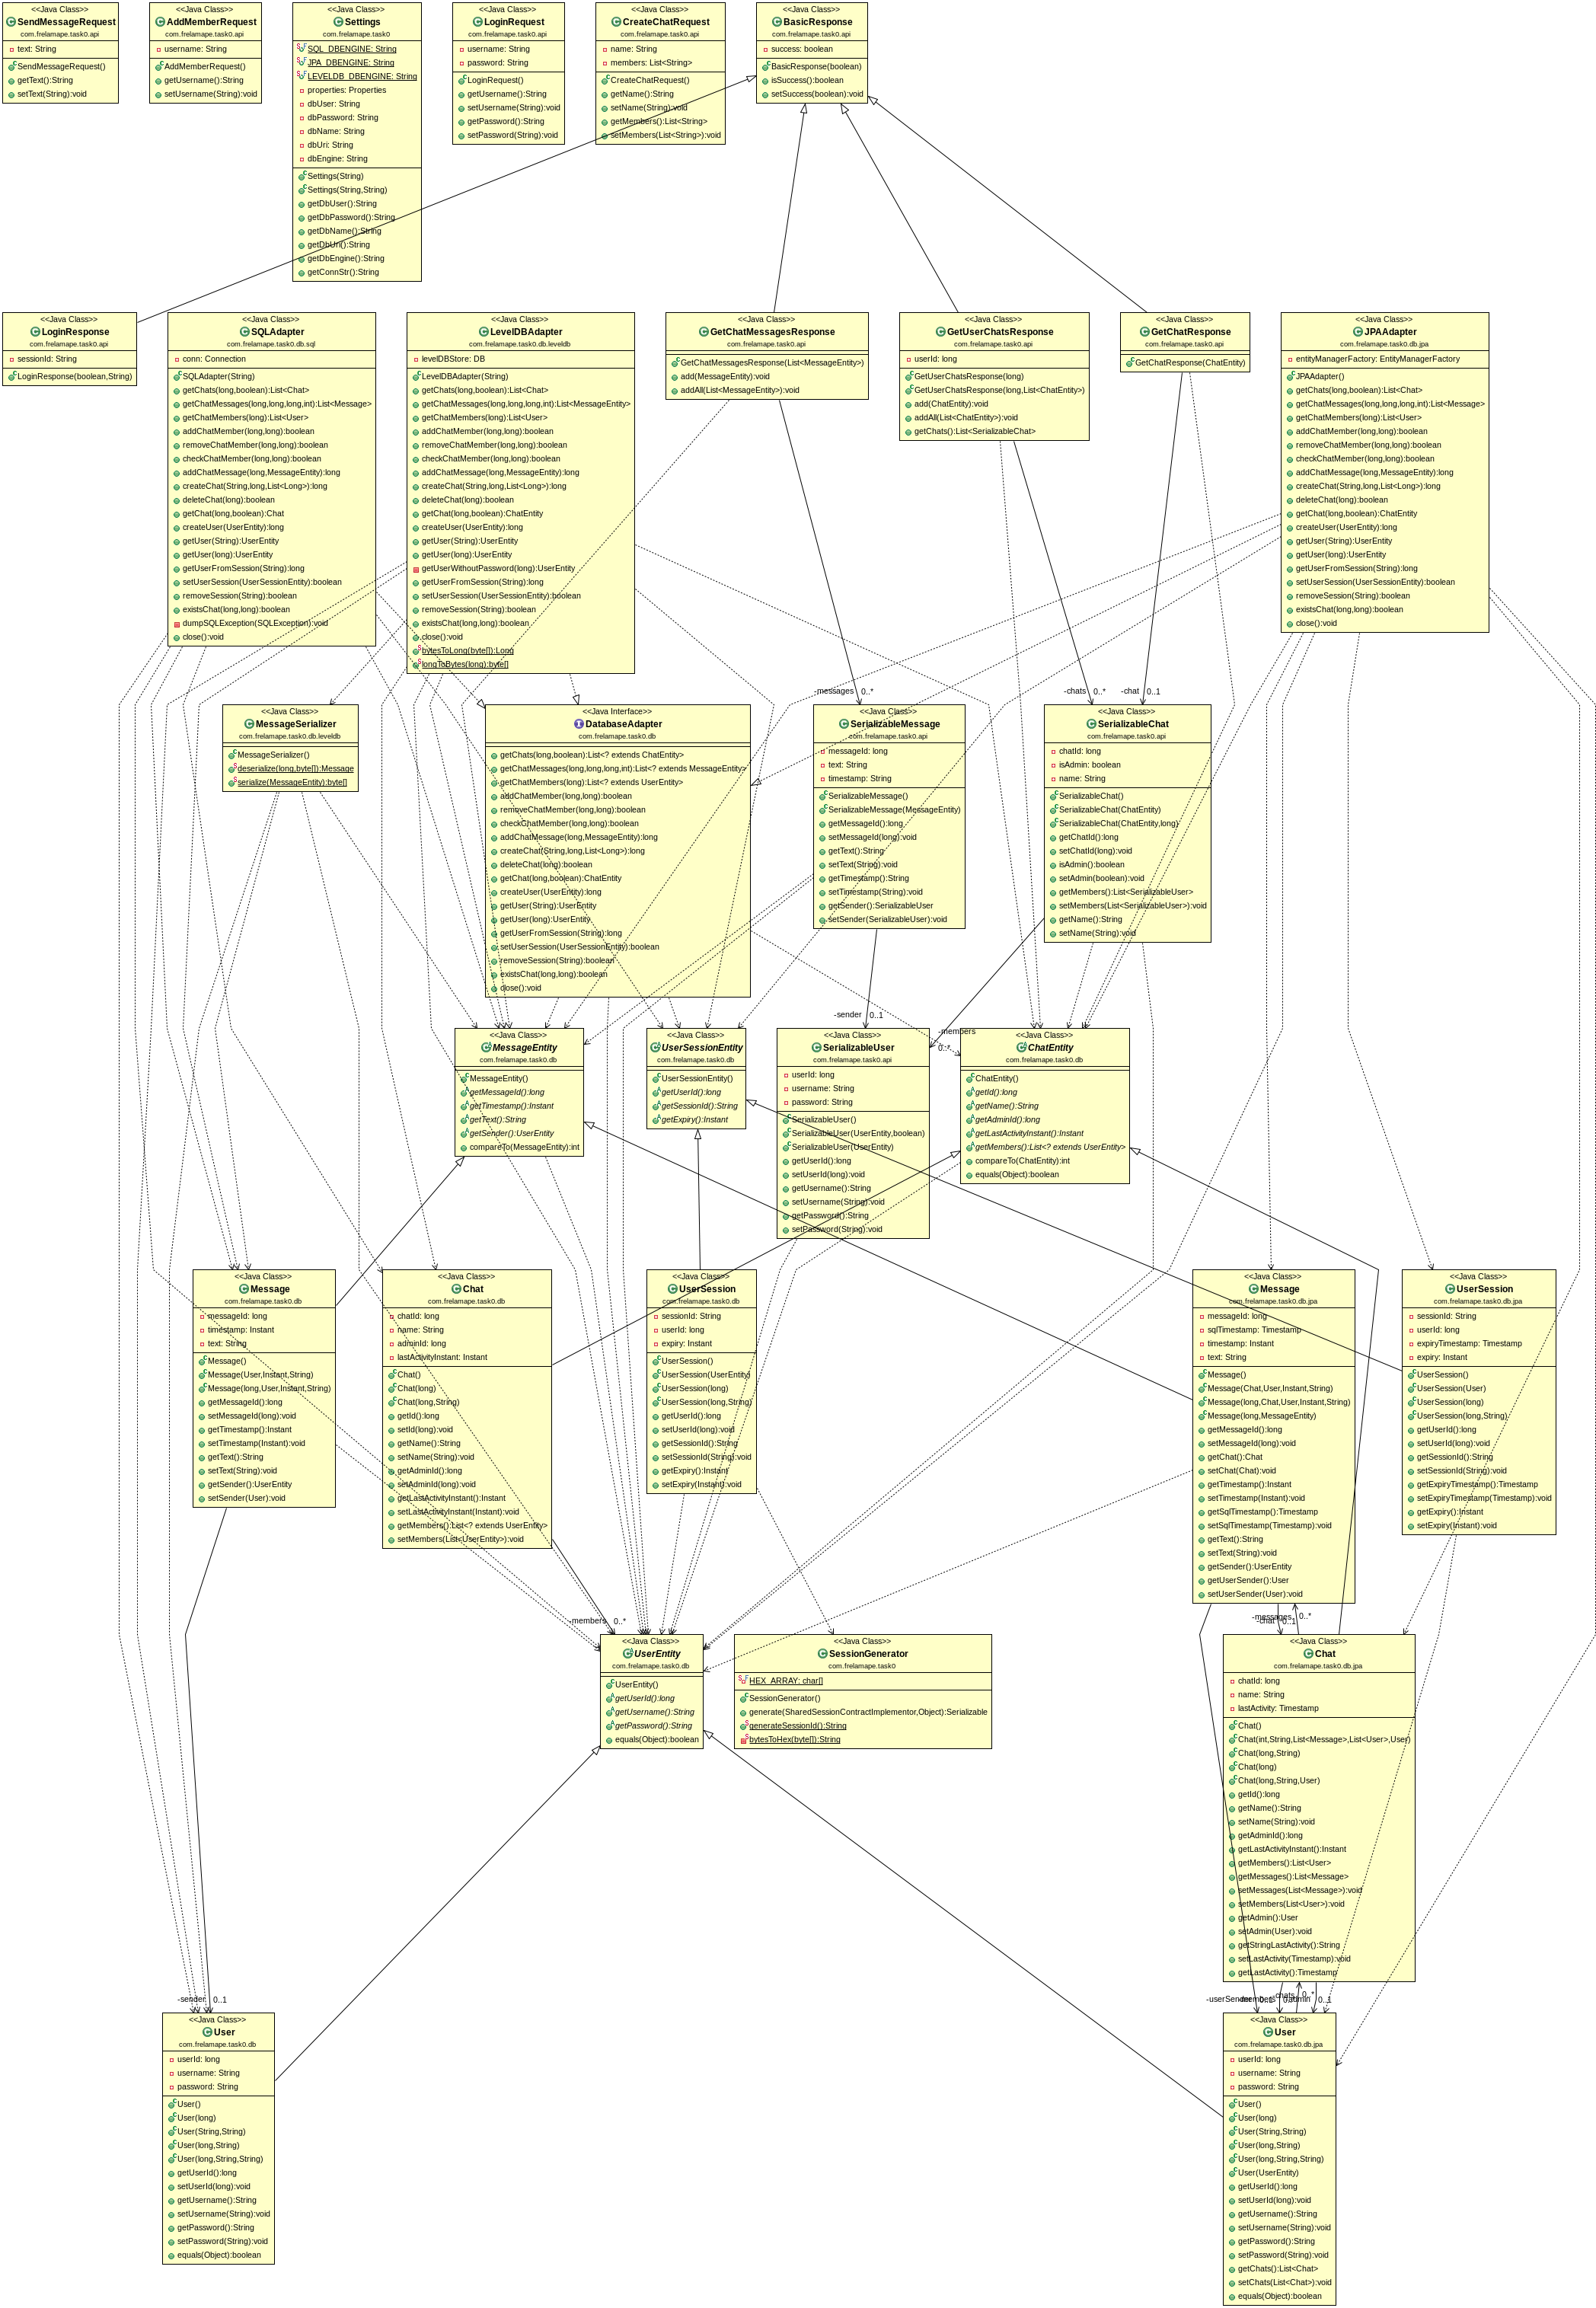 <<Java Class>>
SendMessageRequest
com.frelamape.task0.api
text: String
SendMessageRequest()
getText():String
setText(String):void
<<Java Class>>
AddMemberRequest
com.frelamape.task0.api
username: String
AddMemberRequest()
getUsername():String
setUsername(String):void
<<Java Class>>
Settings
com.frelamape.task0
SQL_DBENGINE: String
JPA_DBENGINE: String
LEVELDB_DBENGINE: String
properties: Properties
dbUser: String
dbPassword: String
dbName: String
dbUri: String
dbEngine: String
Settings(String)
Settings(String,String)
getDbUser():String
getDbPassword():String
getDbName():String
getDbUri():String
getDbEngine():String
getConnStr():String
<<Java Class>>
LoginRequest
com.frelamape.task0.api
username: String
password: String
LoginRequest()
getUsername():String
setUsername(String):void
getPassword():String
setPassword(String):void
<<Java Class>>
CreateChatRequest
com.frelamape.task0.api
name: String
members: List<String>
CreateChatRequest()
getName():String
setName(String):void
getMembers():List<String>
setMembers(List<String>):void
<<Java Class>>
BasicResponse
com.frelamape.task0.api
success: boolean
BasicResponse(boolean)
isSuccess():boolean
setSuccess(boolean):void
<<Java Class>>
LoginResponse
com.frelamape.task0.api
sessionId: String
LoginResponse(boolean,String)
<<Java Class>>
SQLAdapter
com.frelamape.task0.db.sql
conn: Connection
SQLAdapter(String)
getChats(long,boolean):List<Chat>
getChatMessages(long,long,long,int):List<Message>
getChatMembers(long):List<User>
addChatMember(long,long):boolean
removeChatMember(long,long):boolean
checkChatMember(long,long):boolean
addChatMessage(long,MessageEntity):long
createChat(String,long,List<Long>):long
deleteChat(long):boolean
getChat(long,boolean):Chat
createUser(UserEntity):long
getUser(String):UserEntity
getUser(long):UserEntity
getUserFromSession(String):long
setUserSession(UserSessionEntity):boolean
removeSession(String):boolean
existsChat(long,long):boolean
dumpSQLException(SQLException):void
close():void
<<Java Class>>
LevelDBAdapter
com.frelamape.task0.db.leveldb
levelDBStore: DB
LevelDBAdapter(String)
getChats(long,boolean):List<Chat>
getChatMessages(long,long,long,int):List<MessageEntity>
getChatMembers(long):List<User>
addChatMember(long,long):boolean
removeChatMember(long,long):boolean
checkChatMember(long,long):boolean
addChatMessage(long,MessageEntity):long
createChat(String,long,List<Long>):long
deleteChat(long):boolean
getChat(long,boolean):ChatEntity
createUser(UserEntity):long
getUser(String):UserEntity
getUser(long):UserEntity
getUserWithoutPassword(long):UserEntity
getUserFromSession(String):long
setUserSession(UserSessionEntity):boolean
removeSession(String):boolean
existsChat(long,long):boolean
close():void
bytesToLong(byte[]):Long
longToBytes(long):byte[]
<<Java Class>>
GetChatMessagesResponse
com.frelamape.task0.api
GetChatMessagesResponse(List<MessageEntity>)
add(MessageEntity):void
addAll(List<MessageEntity>):void
<<Java Class>>
GetUserChatsResponse
com.frelamape.task0.api
userId: long
GetUserChatsResponse(long)
GetUserChatsResponse(long,List<ChatEntity>)
add(ChatEntity):void
addAll(List<ChatEntity>):void
getChats():List<SerializableChat>
<<Java Class>>
GetChatResponse
com.frelamape.task0.api
GetChatResponse(ChatEntity)
<<Java Class>>
JPAAdapter
com.frelamape.task0.db.jpa
entityManagerFactory: EntityManagerFactory
JPAAdapter()
getChats(long,boolean):List<Chat>
getChatMessages(long,long,long,int):List<Message>
getChatMembers(long):List<User>
addChatMember(long,long):boolean
removeChatMember(long,long):boolean
checkChatMember(long,long):boolean
addChatMessage(long,MessageEntity):long
createChat(String,long,List<Long>):long
deleteChat(long):boolean
getChat(long,boolean):ChatEntity
createUser(UserEntity):long
getUser(String):UserEntity
getUser(long):UserEntity
getUserFromSession(String):long
setUserSession(UserSessionEntity):boolean
removeSession(String):boolean
existsChat(long,long):boolean
close():void
-messages 0..*
-chats 0..*
-chat 0..1
<<Java Class>>
MessageSerializer
com.frelamape.task0.db.leveldb
MessageSerializer()
deserialize(long,byte[]):Message
serialize(MessageEntity):byte[]
<<Java Interface>>
DatabaseAdapter
com.frelamape.task0.db
getChats(long,boolean):List<? extends ChatEntity>
getChatMessages(long,long,long,int):List<? extends MessageEntity>
getChatMembers(long):List<? extends UserEntity>
addChatMember(long,long):boolean
removeChatMember(long,long):boolean
checkChatMember(long,long):boolean
addChatMessage(long,MessageEntity):long
createChat(String,long,List<Long>):long
deleteChat(long):boolean
getChat(long,boolean):ChatEntity
createUser(UserEntity):long
getUser(String):UserEntity
getUser(long):UserEntity
getUserFromSession(String):long
setUserSession(UserSessionEntity):boolean
removeSession(String):boolean
existsChat(long,long):boolean
close():void
<<Java Class>>
SerializableMessage
com.frelamape.task0.api
messageId: long
text: String
timestamp: String
SerializableMessage()
SerializableMessage(MessageEntity)
getMessageId():long
setMessageId(long):void
getText():String
setText(String):void
getTimestamp():String
setTimestamp(String):void
getSender():SerializableUser
setSender(SerializableUser):void
<<Java Class>>
SerializableChat
com.frelamape.task0.api
chatId: long
isAdmin: boolean
name: String
SerializableChat()
SerializableChat(ChatEntity)
SerializableChat(ChatEntity,long)
getChatId():long
setChatId(long):void
isAdmin():boolean
setAdmin(boolean):void
getMembers():List<SerializableUser>
setMembers(List<SerializableUser>):void
getName():String
setName(String):void
-sender 0..1
-members
0..*
<<Java Class>>
MessageEntity
com.frelamape.task0.db
MessageEntity()
getMessageId():long
getTimestamp():Instant
getText():String
getSender():UserEntity
compareTo(MessageEntity):int
<<Java Class>>
UserSessionEntity
com.frelamape.task0.db
UserSessionEntity()
getUserId():long
getSessionId():String
getExpiry():Instant
<<Java Class>>
SerializableUser
com.frelamape.task0.api
userId: long
username: String
password: String
SerializableUser()
SerializableUser(UserEntity,boolean)
SerializableUser(UserEntity)
getUserId():long
setUserId(long):void
getUsername():String
setUsername(String):void
getPassword():String
setPassword(String):void
<<Java Class>>
ChatEntity
com.frelamape.task0.db
ChatEntity()
getId():long
getName():String
getAdminId():long
getLastActivityInstant():Instant
getMembers():List<? extends UserEntity>
compareTo(ChatEntity):int
equals(Object):boolean
<<Java Class>>
Message
com.frelamape.task0.db
messageId: long
timestamp: Instant
text: String
Message()
Message(User,Instant,String)
Message(long,User,Instant,String)
getMessageId():long
setMessageId(long):void
getTimestamp():Instant
setTimestamp(Instant):void
getText():String
setText(String):void
getSender():UserEntity
setSender(User):void
<<Java Class>>
Chat
com.frelamape.task0.db
chatId: long
name: String
adminId: long
lastActivityInstant: Instant
Chat()
Chat(long)
Chat(long,String)
getId():long
setId(long):void
getName():String
setName(String):void
getAdminId():long
setAdminId(long):void
getLastActivityInstant():Instant
setLastActivityInstant(Instant):void
getMembers():List<? extends UserEntity>
setMembers(List<UserEntity>):void
<<Java Class>>
UserSession
com.frelamape.task0.db
sessionId: String
userId: long
expiry: Instant
UserSession()
UserSession(UserEntity)
UserSession(long)
UserSession(long,String)
getUserId():long
setUserId(long):void
getSessionId():String
setSessionId(String):void
getExpiry():Instant
setExpiry(Instant):void
<<Java Class>>
Message
com.frelamape.task0.db.jpa
messageId: long
sqlTimestamp: Timestamp
timestamp: Instant
text: String
Message()
Message(Chat,User,Instant,String)
Message(long,Chat,User,Instant,String)
Message(long,MessageEntity)
getMessageId():long
setMessageId(long):void
getChat():Chat
setChat(Chat):void
getTimestamp():Instant
setTimestamp(Instant):void
getSqlTimestamp():Timestamp
setSqlTimestamp(Timestamp):void
getText():String
setText(String):void
getSender():UserEntity
getUserSender():User
setUserSender(User):void
<<Java Class>>
UserSession
com.frelamape.task0.db.jpa
sessionId: String
userId: long
expiryTimestamp: Timestamp
expiry: Instant
UserSession()
UserSession(User)
UserSession(long)
UserSession(long,String)
getUserId():long
setUserId(long):void
getSessionId():String
setSessionId(String):void
getExpiryTimestamp():Timestamp
setExpiryTimestamp(Timestamp):void
getExpiry():Instant
setExpiry(Instant):void
-members 0..*
-messages 0..*
-chat 0..1
<<Java Class>>
UserEntity
com.frelamape.task0.db
UserEntity()
getUserId():long
getUsername():String
getPassword():String
equals(Object):boolean
<<Java Class>>
SessionGenerator
com.frelamape.task0
HEX_ARRAY: char[]
SessionGenerator()
generate(SharedSessionContractImplementor,Object):Serializable
generateSessionId():String
bytesToHex(byte[]):String
<<Java Class>>
Chat
com.frelamape.task0.db.jpa
chatId: long
name: String
lastActivity: Timestamp
Chat()
Chat(int,String,List<Message>,List<User>,User)
Chat(long,String)
Chat(long)
Chat(long,String,User)
getId():long
getName():String
setName(String):void
getAdminId():long
getLastActivityInstant():Instant
getMembers():List<User>
getMessages():List<Message>
setMessages(List<Message>):void
setMembers(List<User>):void
getAdmin():User
setAdmin(User):void
getStringLastActivity():String
setLastActivity(Timestamp):void
getLastActivity():Timestamp
-sender 0..1
-chats 0..*
-userSender 0..1 -members -admin 0..1
<<Java Class>>
User
com.frelamape.task0.db
userId: long
username: String
password: String
User()
User(long)
User(String,String)
User(long,String)
User(long,String,String)
getUserId():long
setUserId(long):void
getUsername():String
setUsername(String):void
getPassword():String
setPassword(String):void
equals(Object):boolean
<<Java Class>>
User
com.frelamape.task0.db.jpa
userId: long
username: String
password: String
User()
User(long)
User(String,String)
User(long,String)
User(long,String,String)
User(UserEntity)
getUserId():long
setUserId(long):void
getUsername():String
setUsername(String):void
getPassword():String
setPassword(String):void
getChats():List<Chat>
setChats(List<Chat>):void
equals(Object):boolean